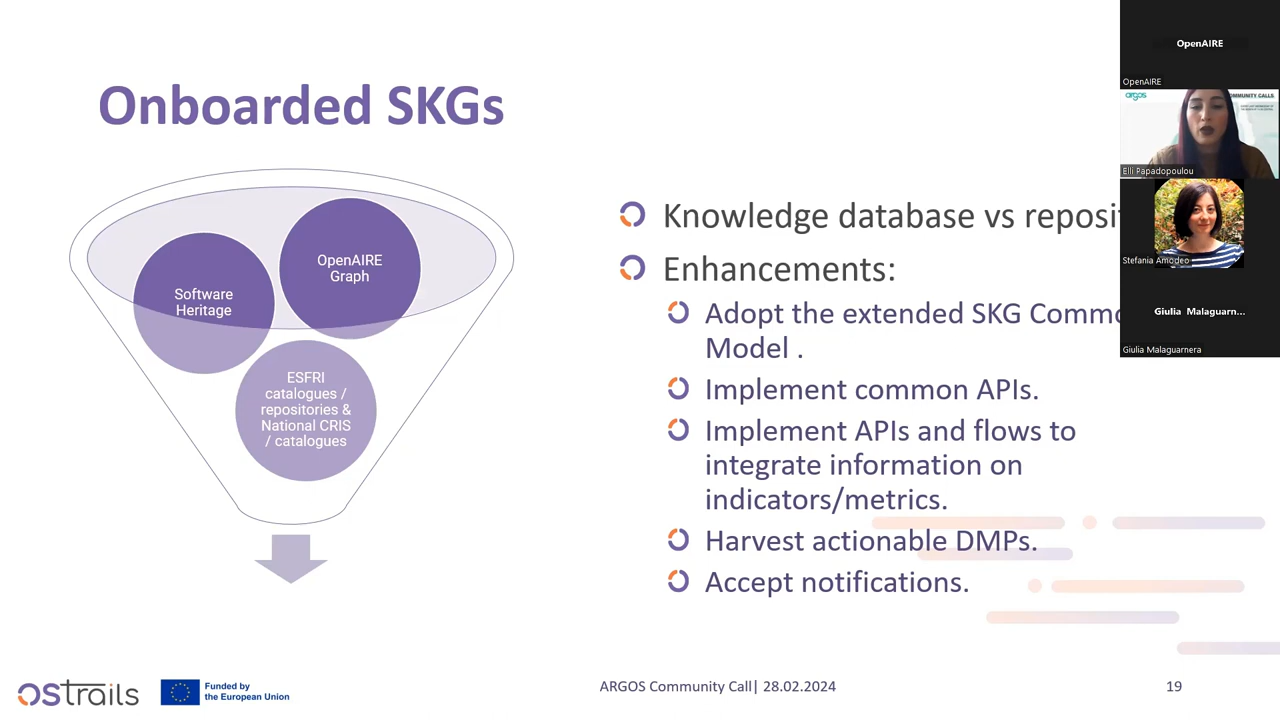 Onboarded SKGs
OpenAIRE
Graph
Software
Heritage
ESFRI
catalogues /
repositories &
National CRIS
/ catalogues
Knowledge database vs
Enhancements:
Adopt the extended SKG
Model .
Implement common APIs.
Implement APIs and flows to
integrate information on
indicators/metrics.
Harvest actionable DMPs.
Accept notifications.
OpenAIRE
OpenAIRE
argos
COMMUNITY CALLS
Elli Papadopoulou
Stefania Amodeo
Giulia Malaguarn...
Giulia Malaguarnera
OStrails
Funded by
the European Union
ARGOS Community Call| 28.02.2024
19